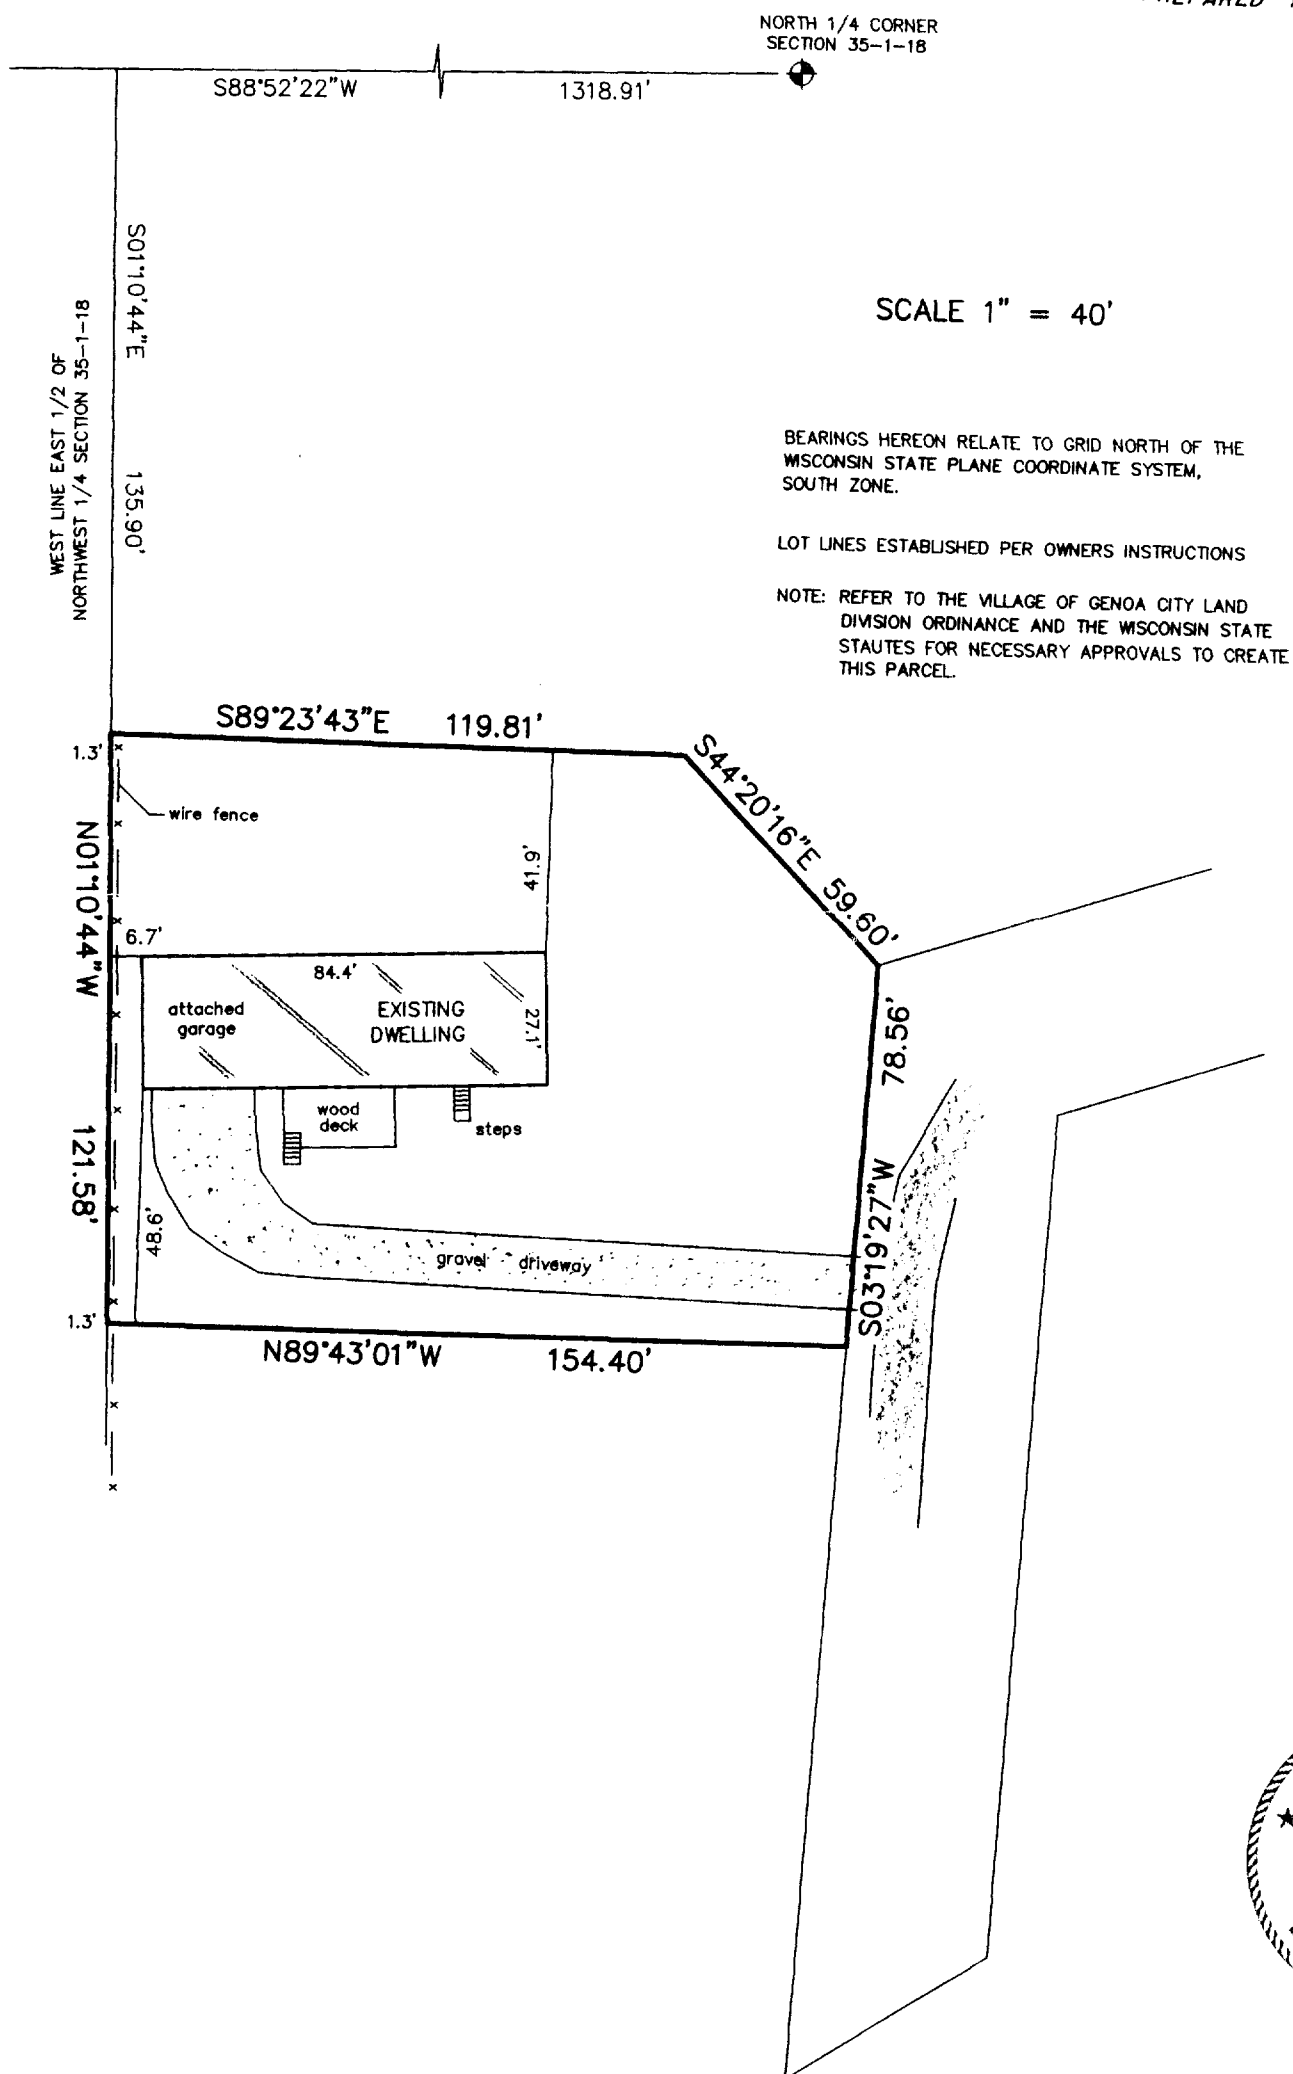 PREPARED
NORTH 1/4 CORNER
SECTION 35-1-18
S88°52'22"W 1318.91'
S01°10'44"E 135.90'
WEST LINE EAST 1/2 OF
NORTHWEST 1/4 SECTION 35-1-18
SCALE 1" = 40'
BEARINGS HEREON RELATE TO GRID NORTH OF THE
WISCONSIN STATE PLANE COORDINATE SYSTEM,
SOUTH ZONE.
LOT LINES ESTABLISHED PER OWNERS INSTRUCTIONS
NOTE: REFER TO THE VILLAGE OF GENOA CITY LAND
DIVISION ORDINANCE AND THE WISCONSIN STATE
STAUTES FOR NECESSARY APPROVALS TO CREATE
THIS PARCEL.
S89°23'43"E 119.81'
S44°20'16"E 59.60'
1.3'
wire fence
41.9'
N01°10'44"W 121.58'
6.7'
84.4'
attached
garage
EXISTING
DWELLING
27.1'
78.56'
S03°19'27"W
wood
deck
steps
48.6'
gravel driveway
1.3'
N89°43'01"W 154.40'